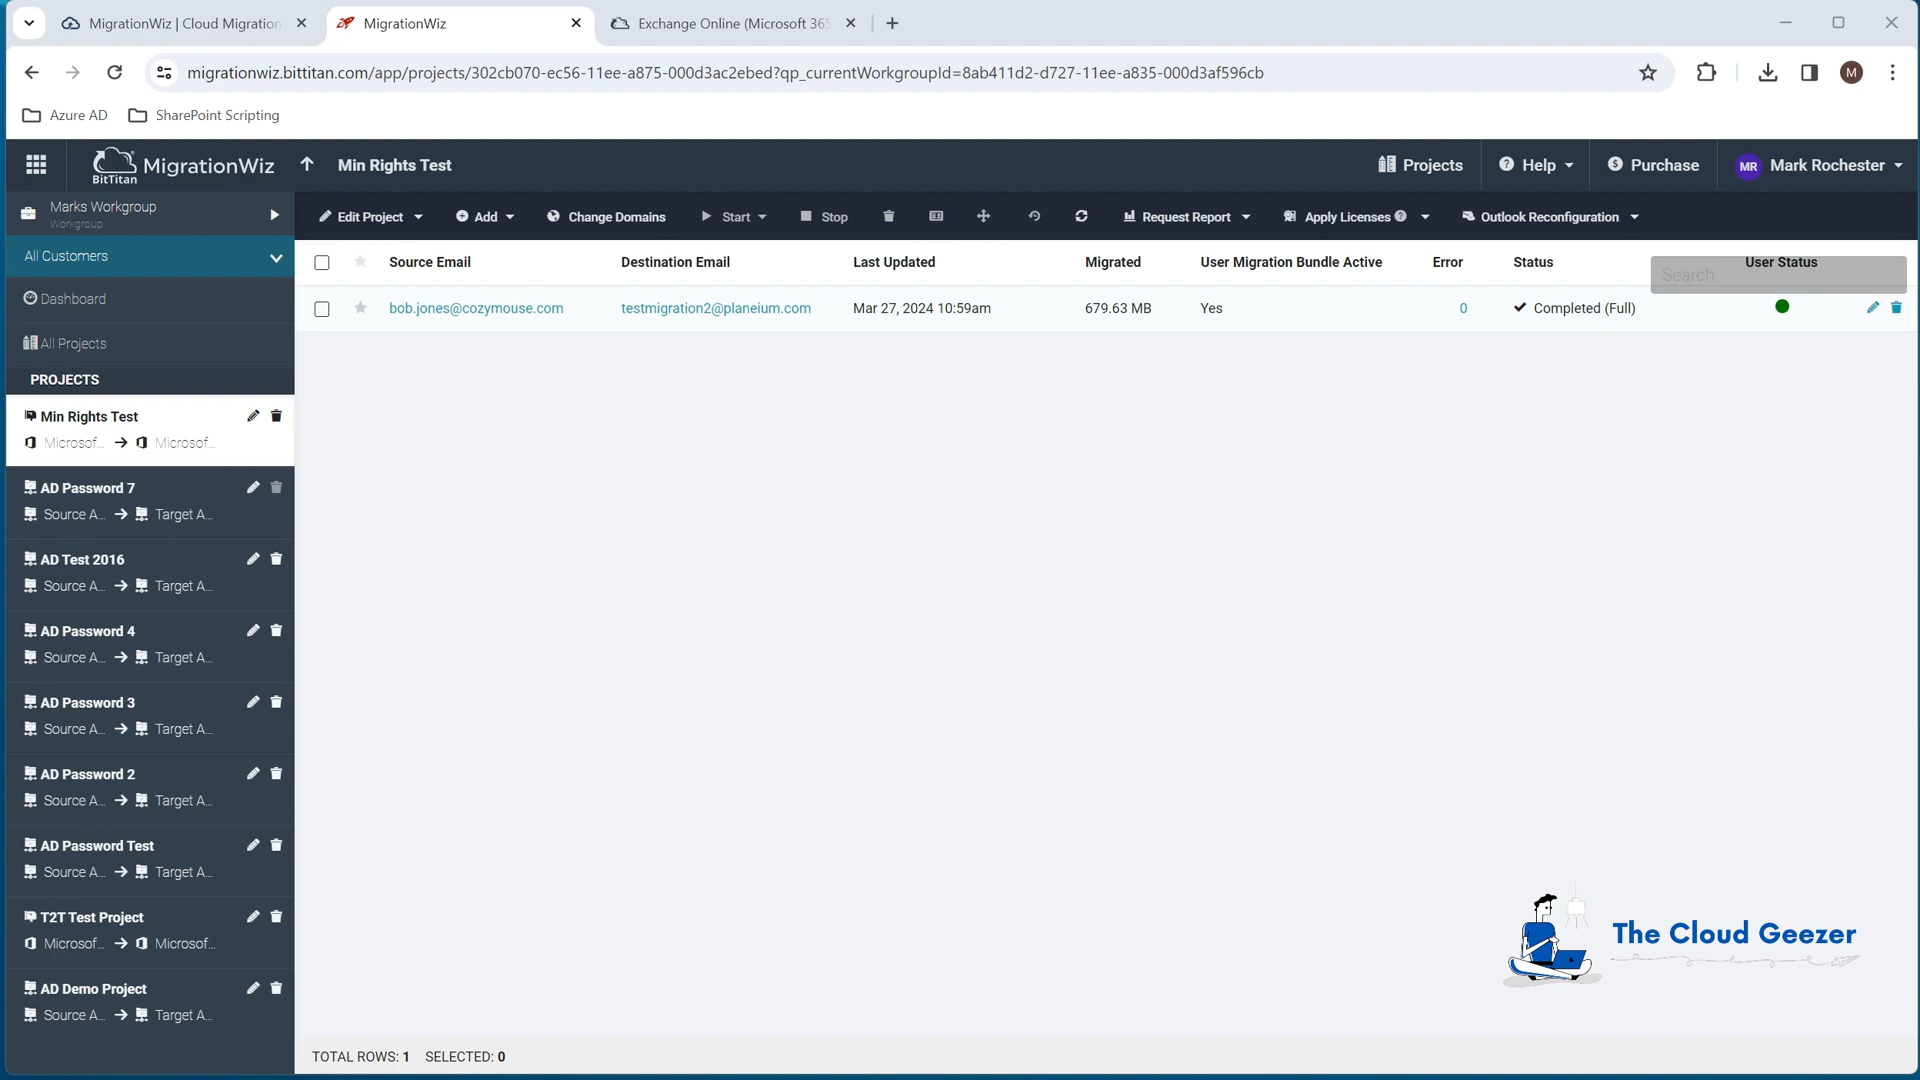 MigrationWiz | Cloud Migration
MigrationWiz
Exchange Online (Microsoft 365
migrationwiz.bittitan.com/app/projects/302cb070-ec56-11ee-a875-000d3ac2ebed?qp_currentWorkgroupId=8ab411d2-d727-11ee-a835-000d3af596cb
M
Azure AD
SharePoint Scripting
BitTitan MigrationWiz
Min Rights Test
Projects
Help
Purchase
MR
Mark Rochester
Marks Workgroup
Workgroup
Edit Project
Add
Change Domains
Start
Stop
Request Report
Apply Licenses
Outlook Reconfiguration
All Customers
Dashboard
All Projects
PROJECTS
Min Rights Test
Microsof... → Microsof...
AD Password 7
Source A... → Target A...
AD Test 2016
Source A... → Target A...
AD Password 4
Source A... → Target A...
AD Password 3
Source A... → Target A...
AD Password 2
Source A... → Target A...
AD Password Test
Source A... → Target A...
T2T Test Project
Microsof... → Microsof...
AD Demo Project
Source A... → Target A...
Source Email Destination Email Last Updated Migrated User Migration Bundle Active Error Status User Status
Search
bob.jones@cozymouse.com testmigration2@planeium.com Mar 27, 2024 10:59am 679.63 MB Yes 0 Completed (Full)
The Cloud Geezer
TOTAL ROWS: 1 SELECTED: 0